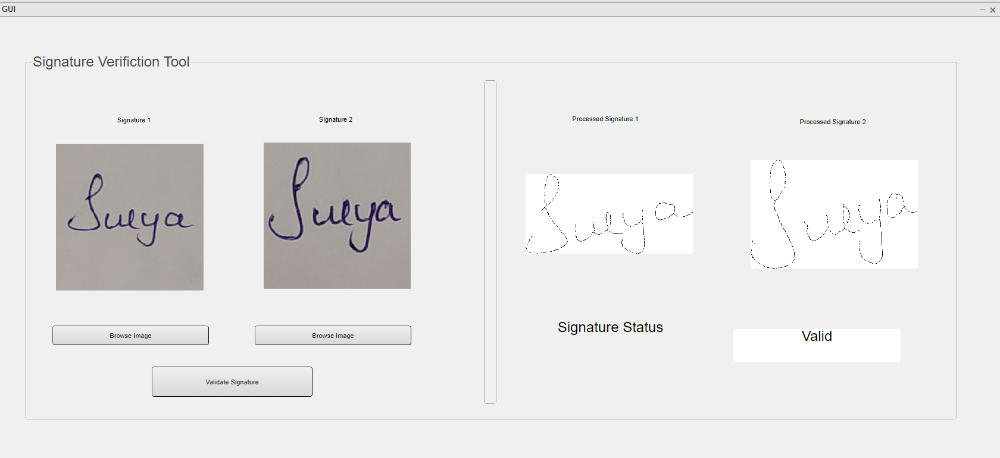 GUI
Signature Verifiction Tool
Signature 1
Signature 2
Processed Signature 1
Processed Signature 2
Surya
Surya
Surya
Surya
Signature Status
Valid
Browse Image
Browse Image
Validate Signature